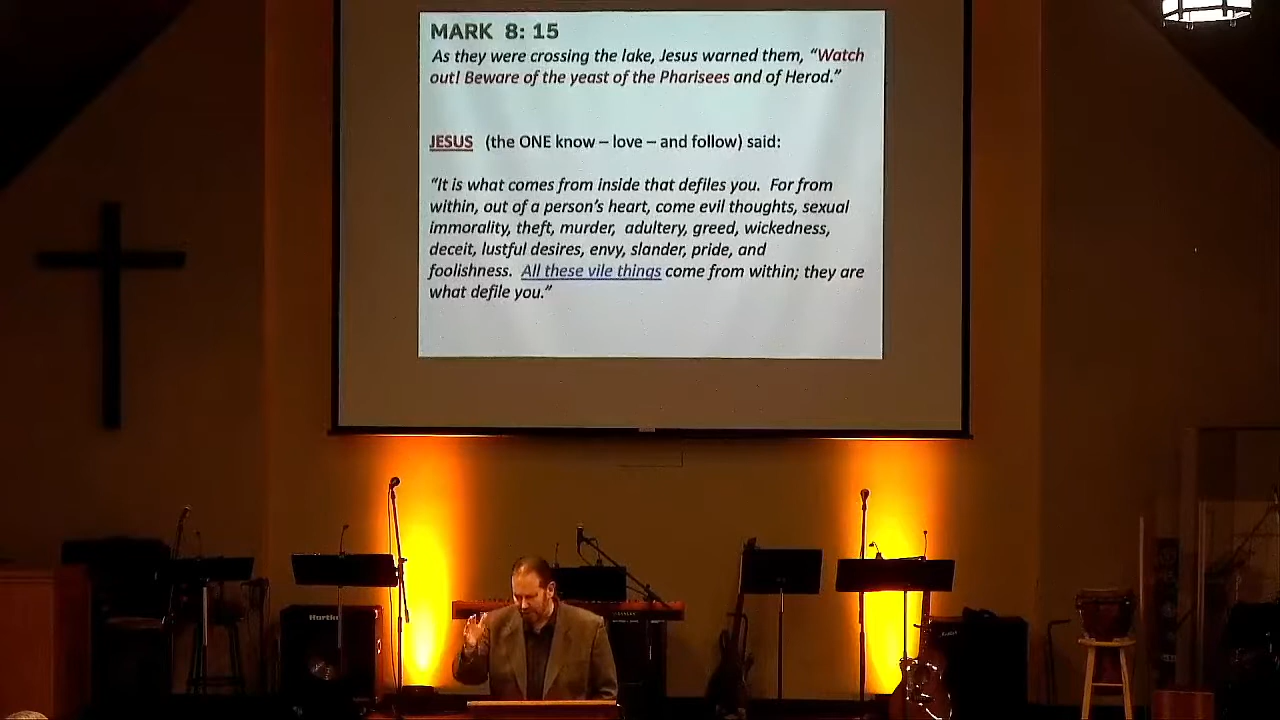 MARK 8: 15
As they were crossing the lake, Jesus warned them, “Watch
out! Beware of the yeast of the Pharisees and of Herod.”
JESUS (the ONE know – love – and follow) said:
“It is what comes from inside that defiles you. For from
within, out of a person’s heart, come evil thoughts, sexual
immorality, theft, murder, adultery, greed, wickedness,
deceit, lustful desires, envy, slander, pride, and
foolishness. All these vile things come from within; they are
what defile you.”